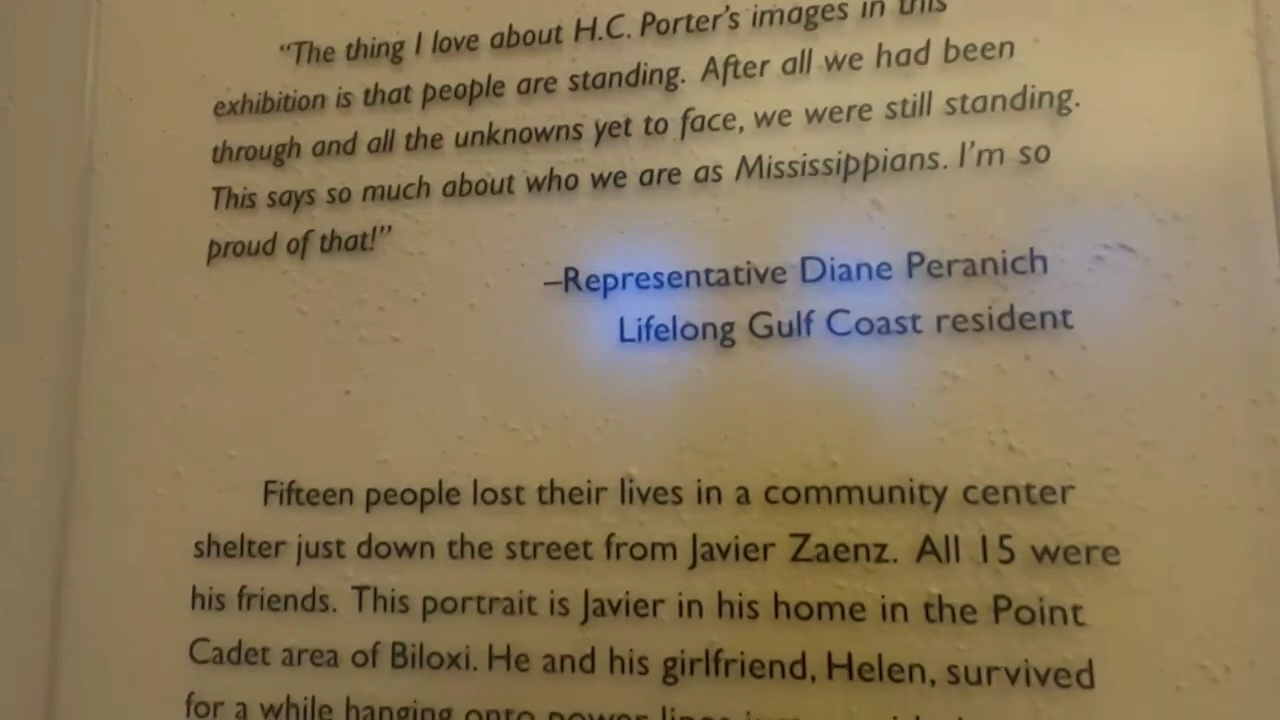 “The thing I love about H.C. Porter’s images in this
exhibition is that people are standing. After all we had been
through and all the unknowns yet to face, we were still standing.
This says so much about who we are as Mississippians. I’m so
proud of that!”
–Representative Diane Peranich
Lifelong Gulf Coast resident
Fifteen people lost their lives in a community center
shelter just down the street from Javier Zaenz. All 15 were
his friends. This portrait is Javier in his home in the Point
Cadet area of Biloxi. He and his girlfriend, Helen, survived
for a while hanging onto power lines